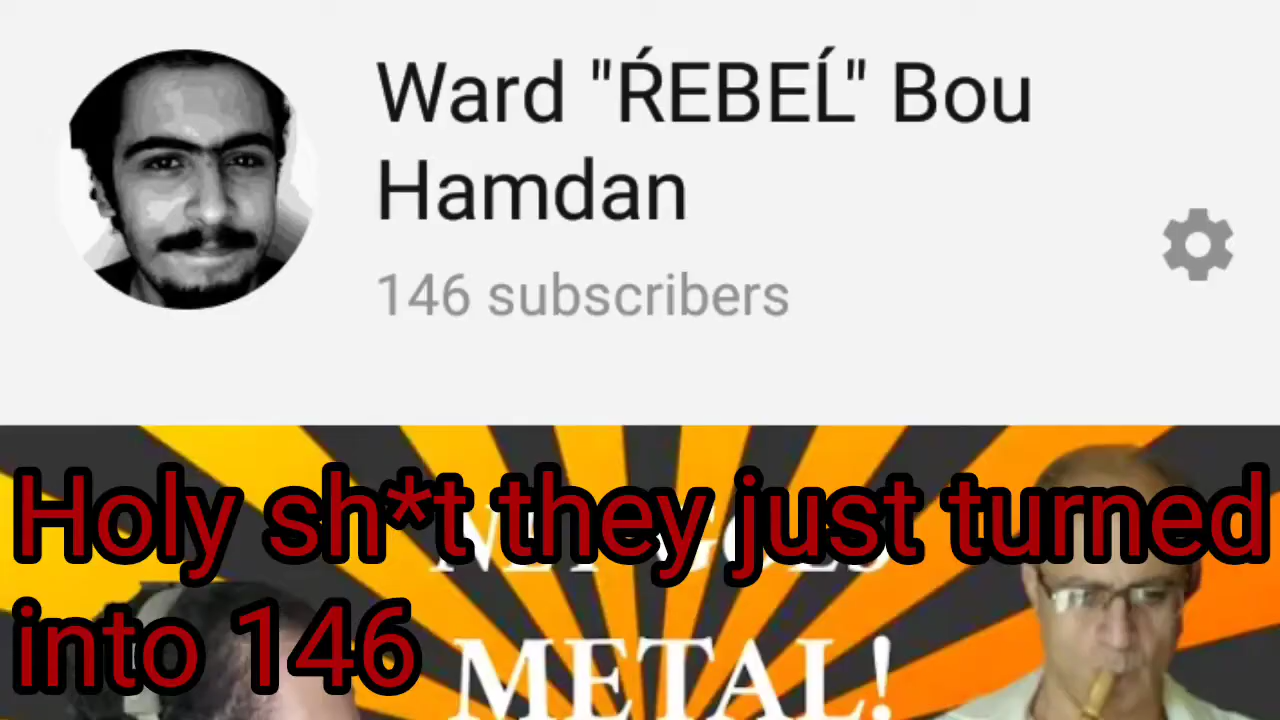 Ward "ŔEBEĹ" Bou
Hamdan
146 subscribers
Holy sh*t they just turned
into 146
METAL!